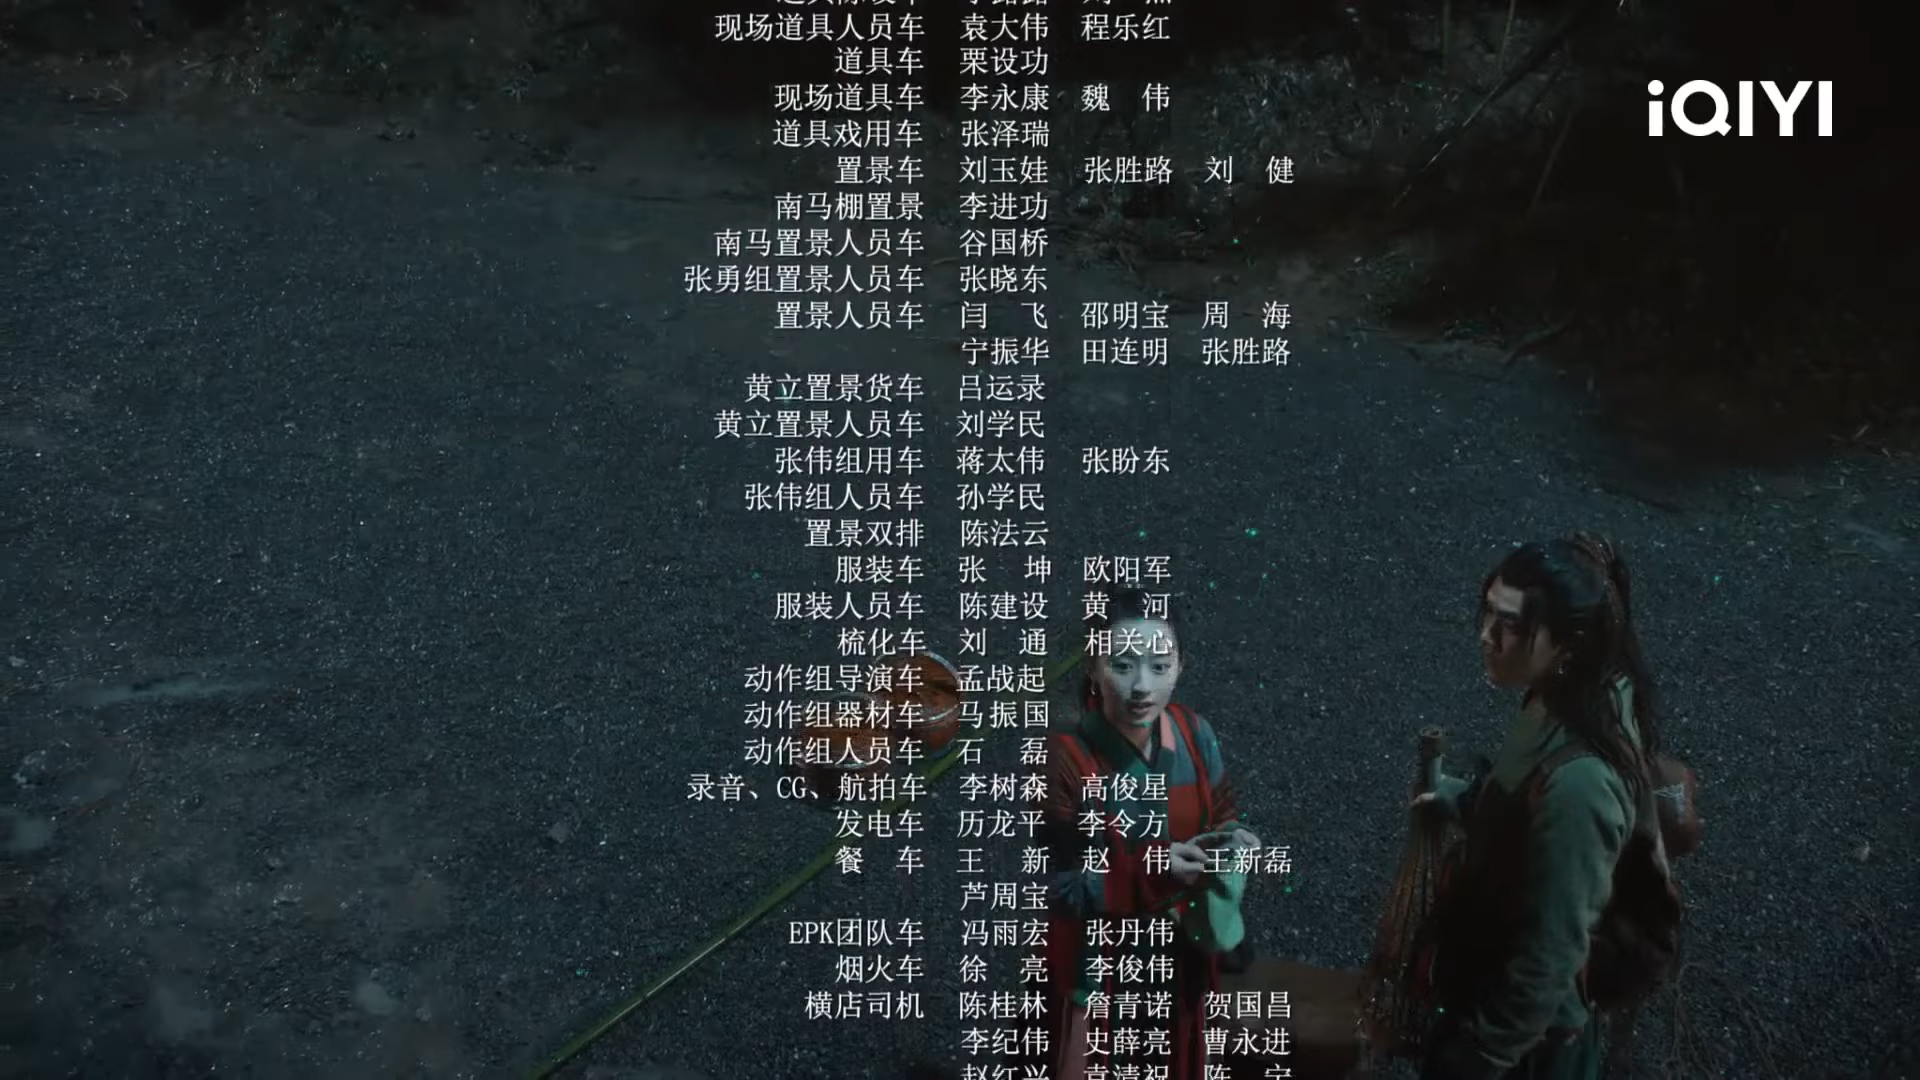 现场道具人员车 袁大伟 程乐红
道具车 栗设功
iQIYI
现场道具车 李永康 魏 伟
道具戏用车 张泽瑞
置景车 刘玉娃 张胜路 刘 健
南马棚置景 李进功
南马置景人员车 谷国桥
张勇组置景人员车 张晓东
置景人员车 闫 飞 邵明宝 周 海
宁振华 田连明 张胜路
黄立置景货车 吕运录
黄立置景人员车 刘学民
张伟组用车 蒋太伟 张盼东
张伟组人员车 孙学民
置景双排 陈法云
服装车 张 坤 欧阳军
服装人员车 陈建设 黄 河
梳化车 刘 通 相关心
动作组导演车 孟战起
动作组器材车 马振国
动作组人员车 石 磊
录音、CG、航拍车 李树森 高俊星
发电车 历龙平 李令方
餐 车 王 新 赵 伟 王新磊
芦周宝
EPK团队车 冯雨宏 张丹伟
烟火车 徐 亮 李俊伟
横店司机 陈桂林 詹青诺 贺国昌
李纪伟 史薛亮 曹永进
赵红兴 袁清祝 陈 宁